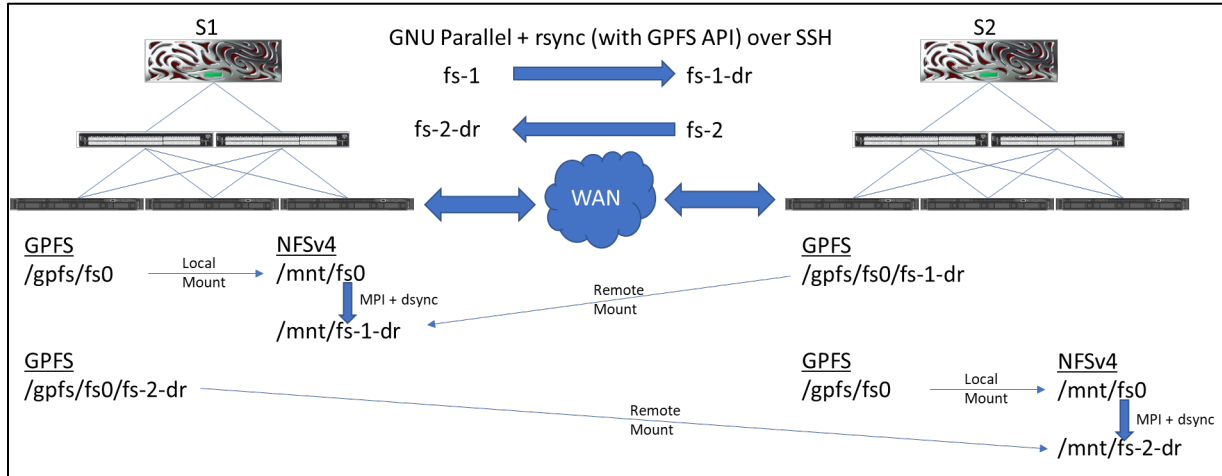 S1
S2
GNU Parallel + rsync (with GPFS API) over SSH
fs-1
fs-1-dr
fs-2-dr
fs-2
WAN
GPFS
/gpfs/fs0
Local
Mount
NFSv4
/mnt/fs0
MPI + dsync
/mnt/fs-1-dr
GPFS
/gpfs/fs0/fs-1-dr
Remote
Mount
GPFS
/gpfs/fs0/fs-2-dr
Remote
Mount
GPFS
/gpfs/fs0
Local
Mount
NFSv4
/mnt/fs0
MPI + dsync
/mnt/fs-2-dr